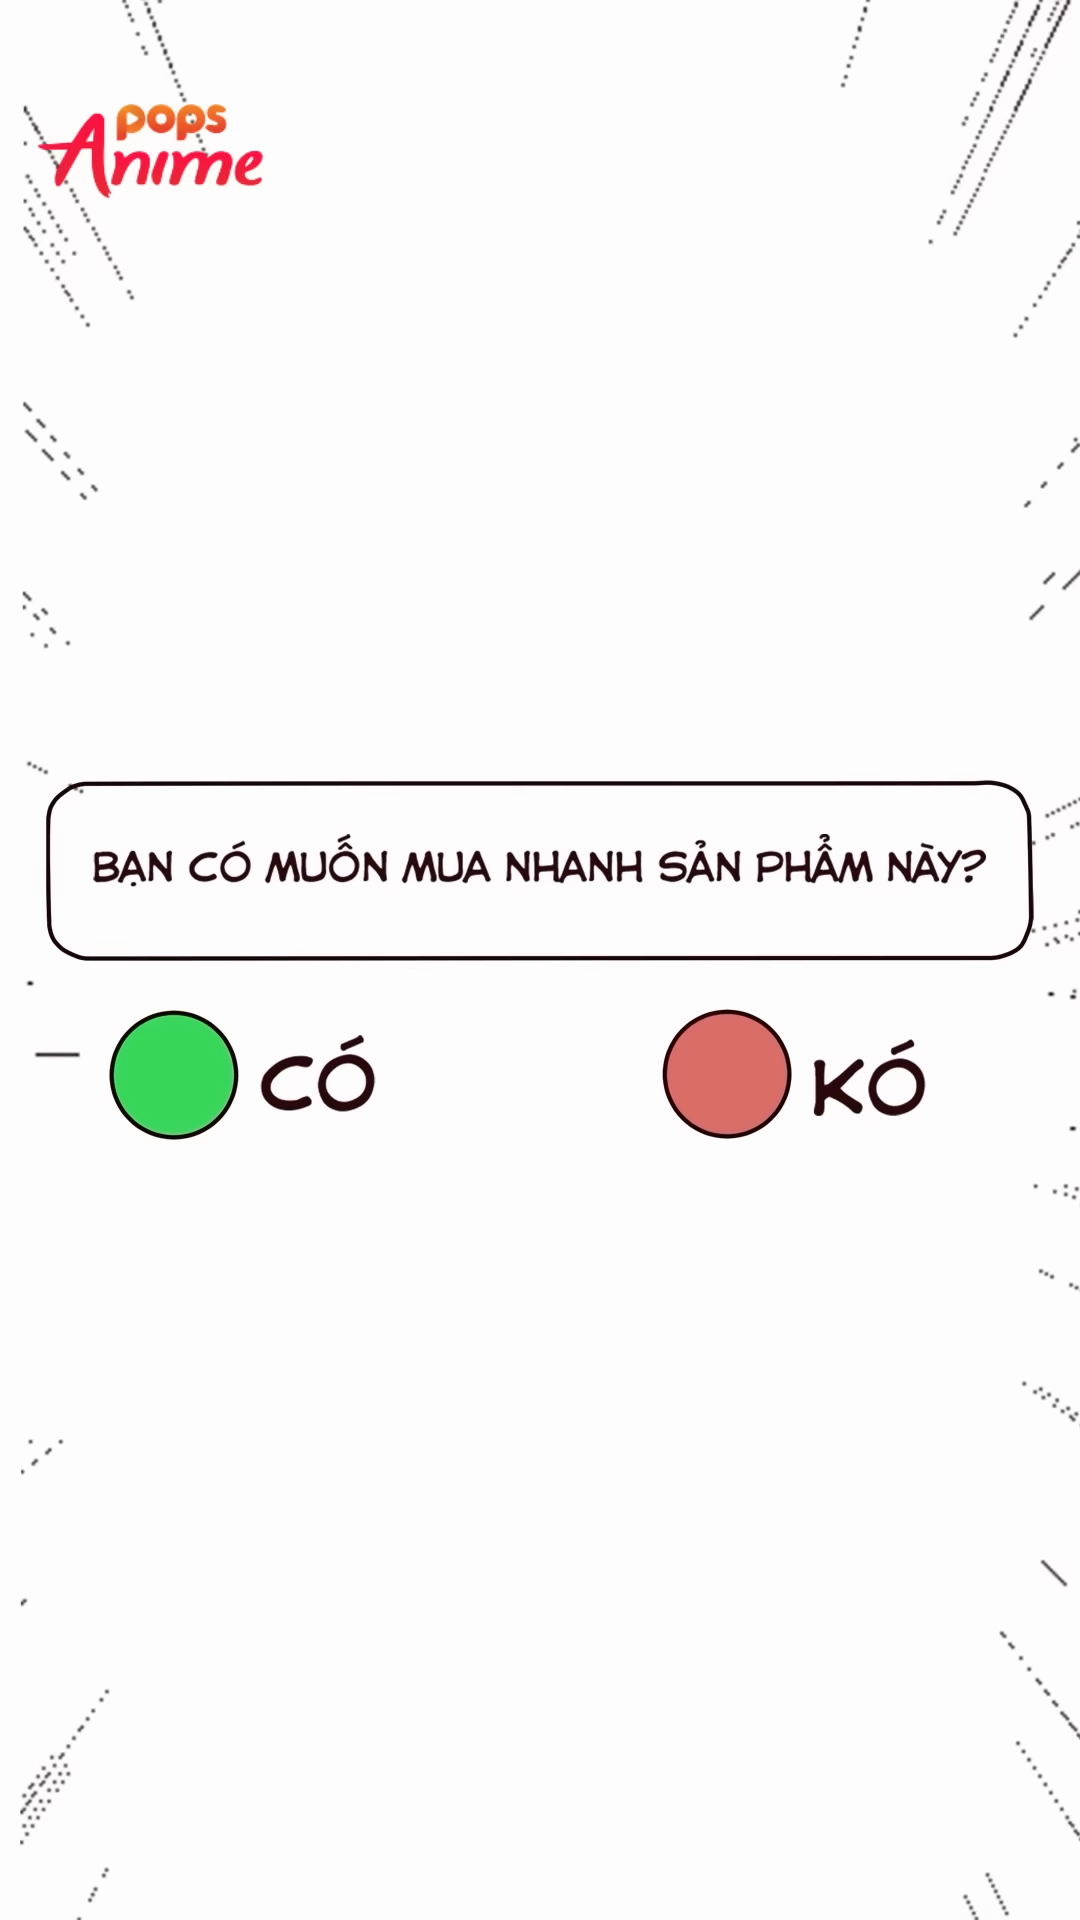 pops
Anime
BẠN CÓ MUỐN MUA NHANH SẢN PHẨM NÀY?
CÓ
KÓ